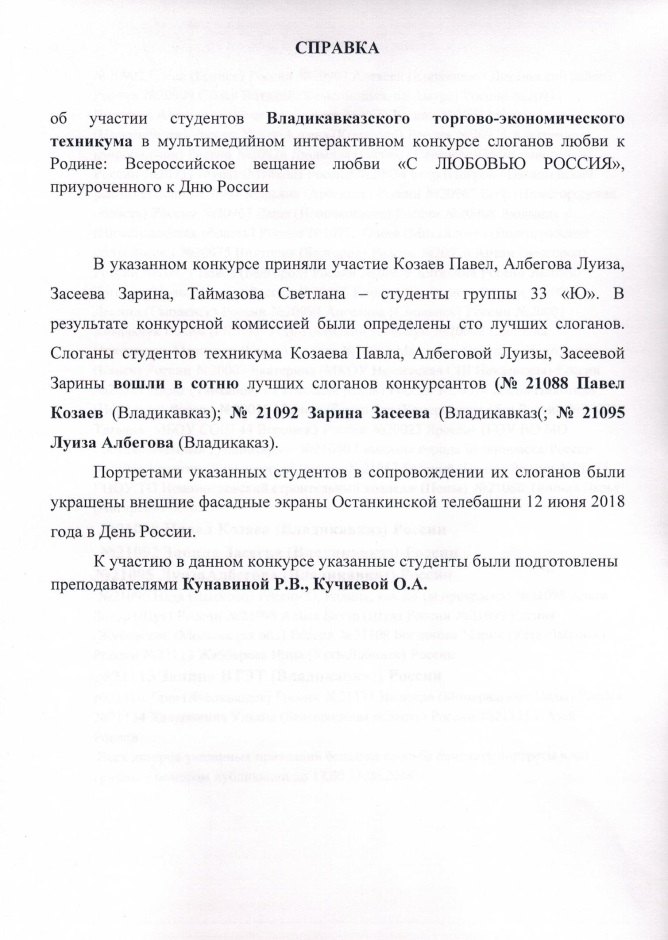 СПРАВКА
об участии студентов Владикавказского торгово-экономического
техникума в мультимедийном интерактивном конкурсе слоганов любви к
Родине: Всероссийское вещание любви «С ЛЮБОВЬЮ РОССИЯ»,
приуроченного к Дню России
В указанном конкурсе приняли участие Козаев Павел, Албегова Луиза,
Засеева Зарина, Таймазова Светлана – студенты группы 33 «Ю». В
результате конкурсной комиссией были определены сто лучших слоганов.
Слоганы студентов техникума Козаева Павла, Албеговой Луизы, Засеевой
Зарины вошли в сотню лучших слоганов конкурсантов (№ 21088 Павел
Козаев (Владикавказ); № 21092 Зарина Засеева (Владикавказ(; № 21095
Луиза Албегова (Владикаказ).
Портретами указанных студентов в сопровождении их слоганов были
украшены внешние фасадные экраны Останкинской телебашни 12 июня 2018
года в День России.
К участию в данном конкурсе указанные студенты были подготовлены
преподавателями Кунавиной Р.В., Кучиевой О.А.